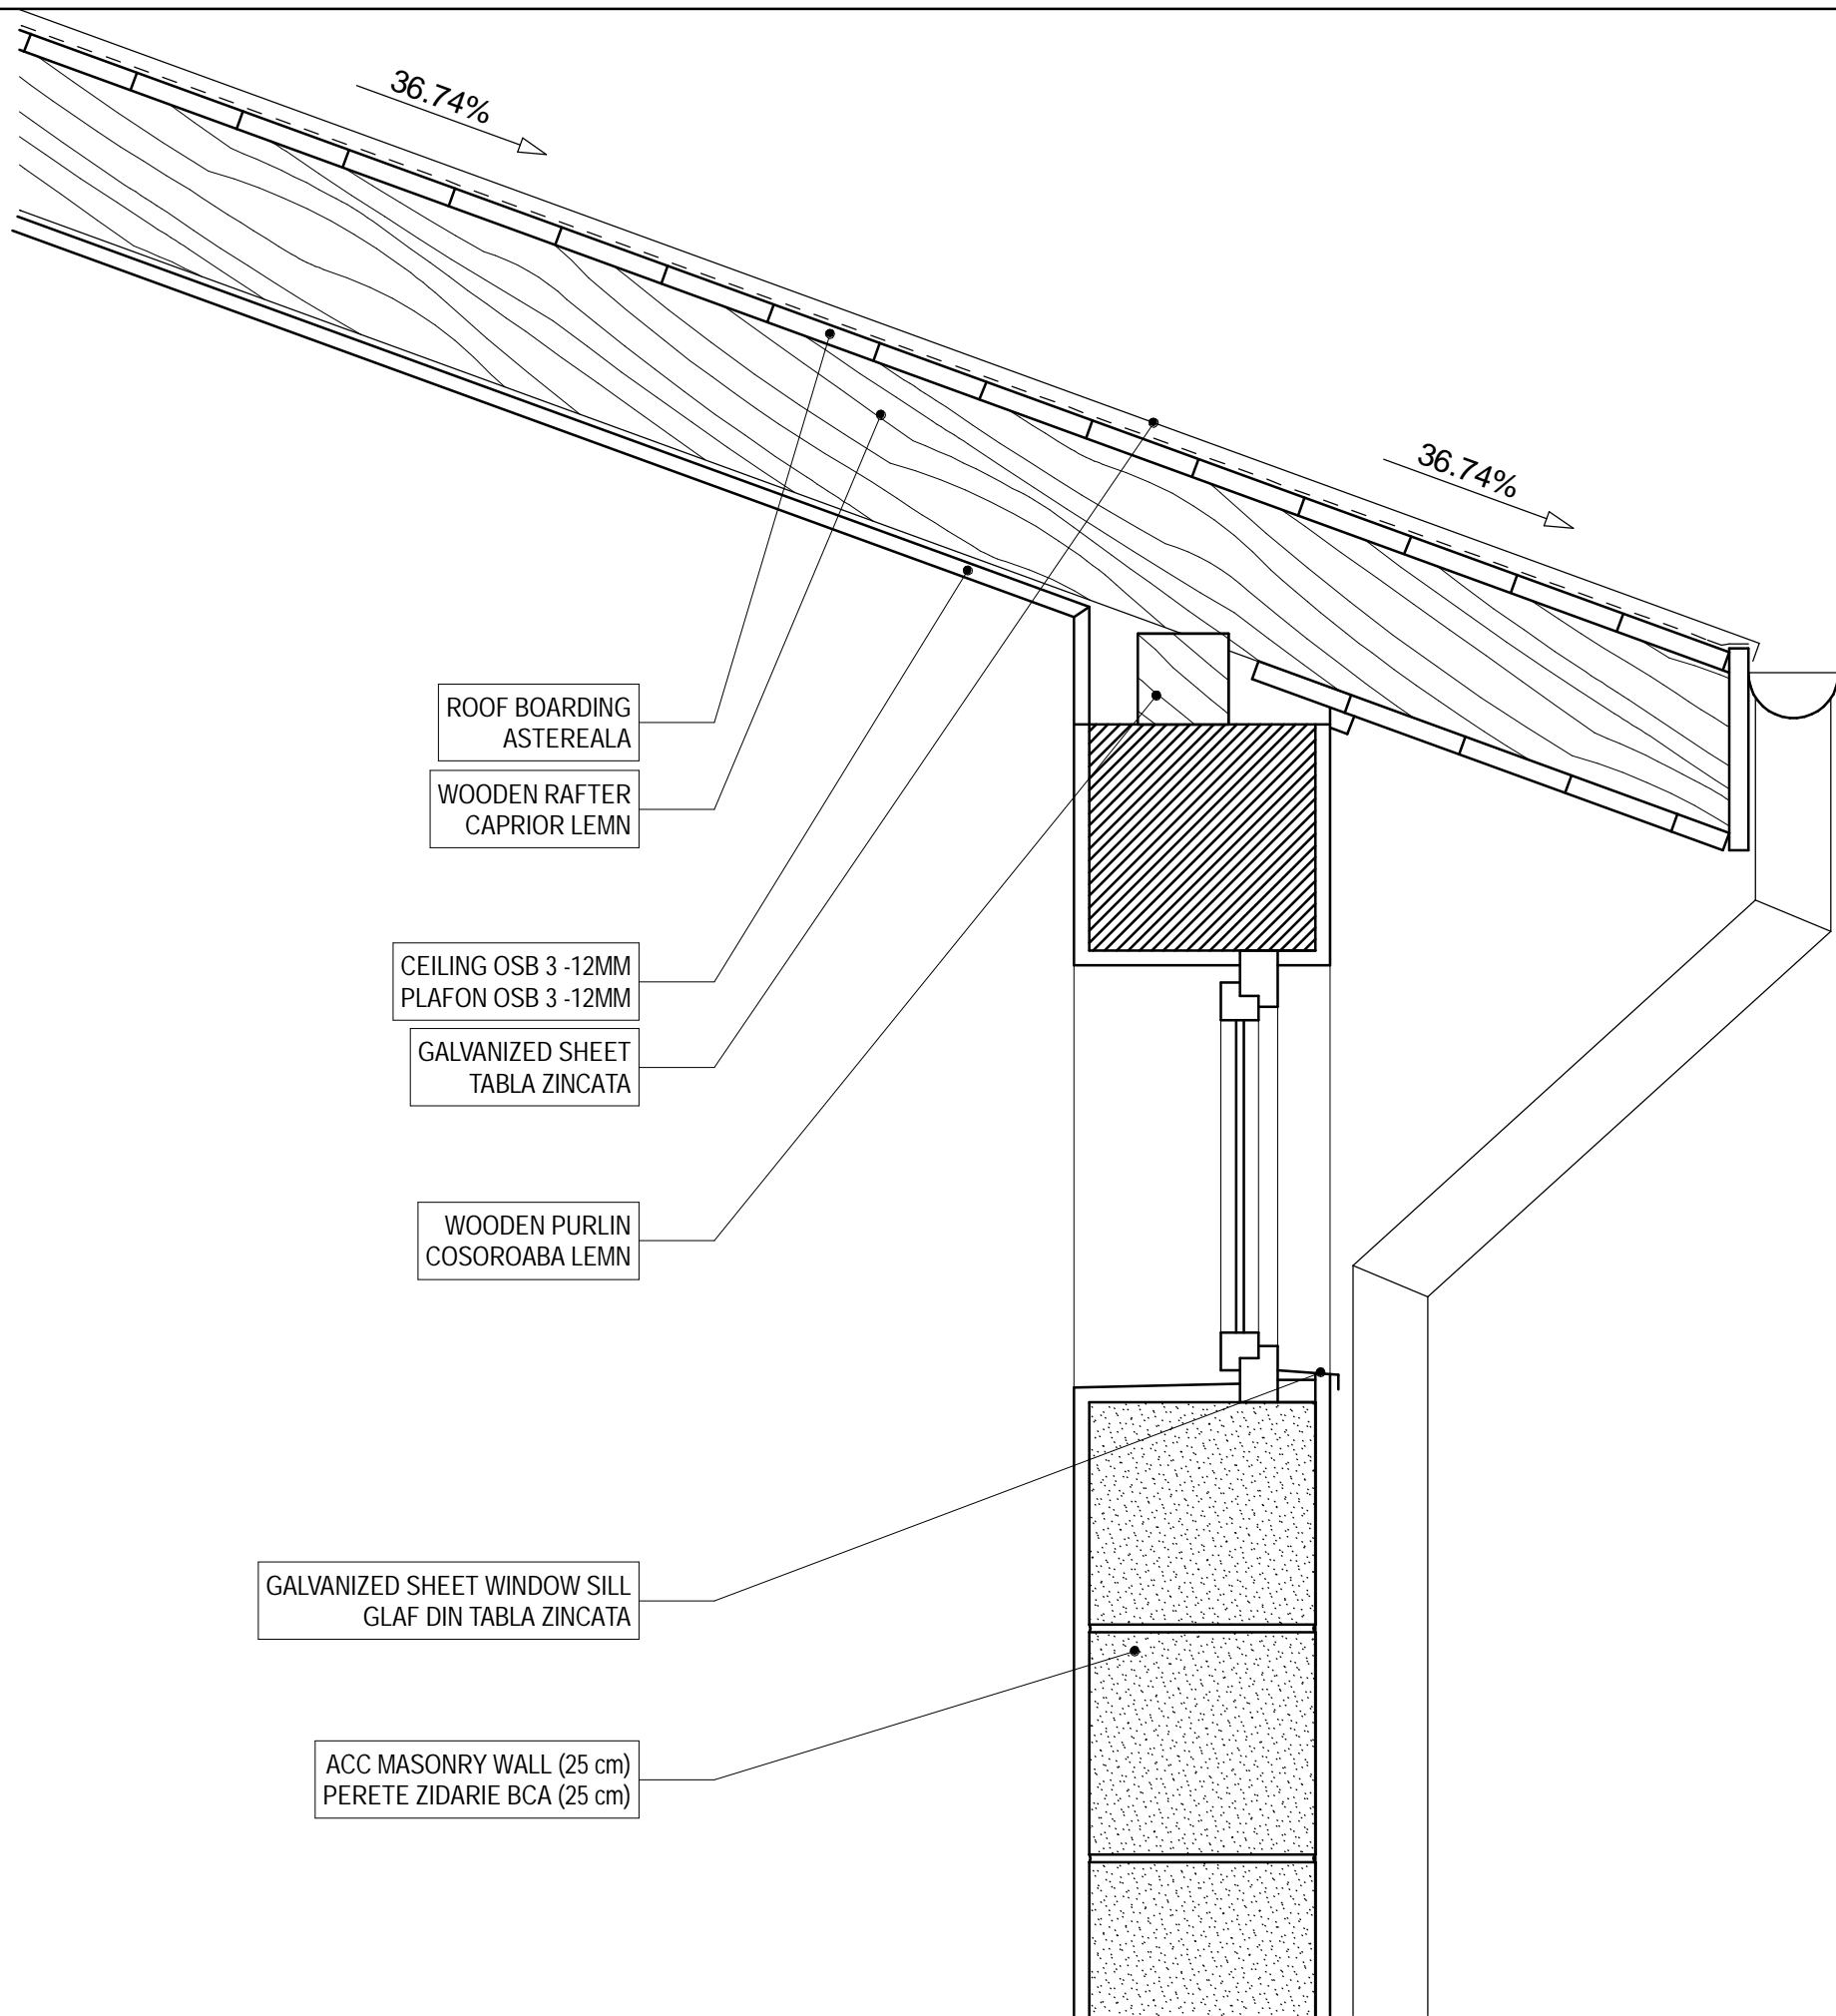 36.74%
36.74%
ROOF BOARDING
ASTEREALA
WOODEN RAFTER
CAPRIOR LEMN
CEILING OSB 3 -12MM
PLAFON OSB 3 -12MM
GALVANIZED SHEET
TABLA ZINCATA
WOODEN PURLIN
COSOROABA LEMN
GALVANIZED SHEET WINDOW SILL
GLAF DIN TABLA ZINCATA
ACC MASONRY WALL (25 cm)
PERETE ZIDARIE BCA (25 cm)